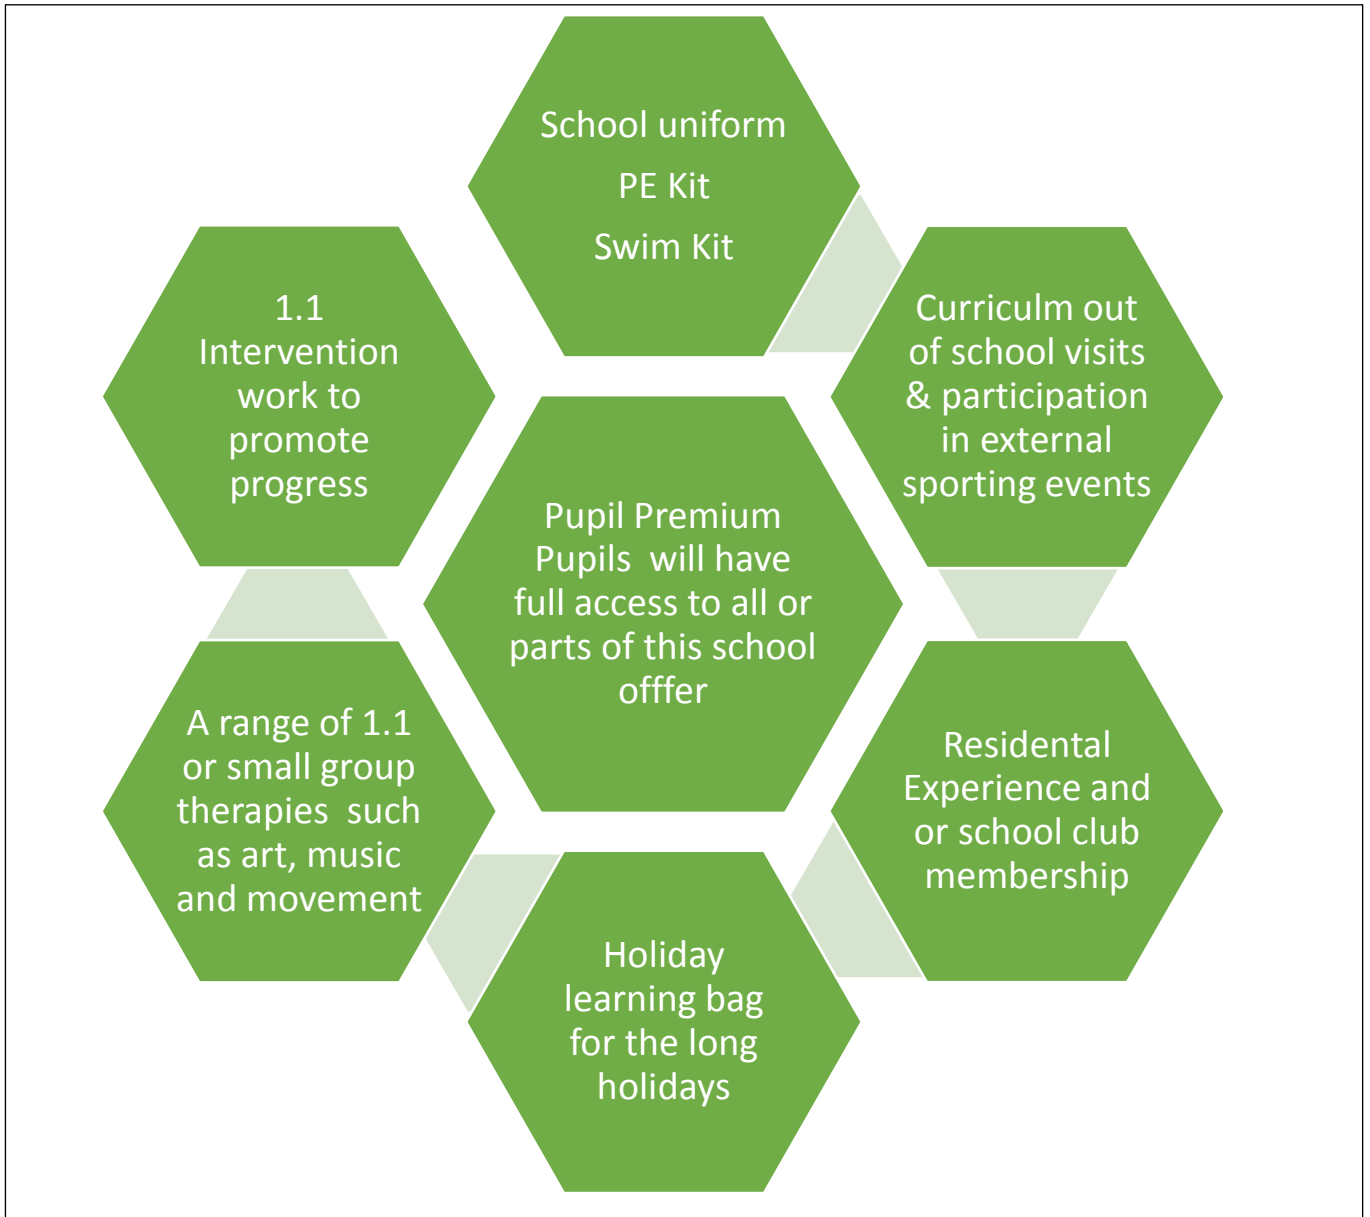 School uniform
PE Kit
Swim Kit
Curriculm out
of school visits
& participation
in external
sporting events
Residental
Experience and
or school club
membership
Holiday
learning bag
for the long
holidays
A range of 1.1
or small group
therapies  such
as art, music
and movement
1.1
Intervention
work to
promote
progress
Pupil Premium
Pupils  will have
full access to all or
parts of this school
offfer